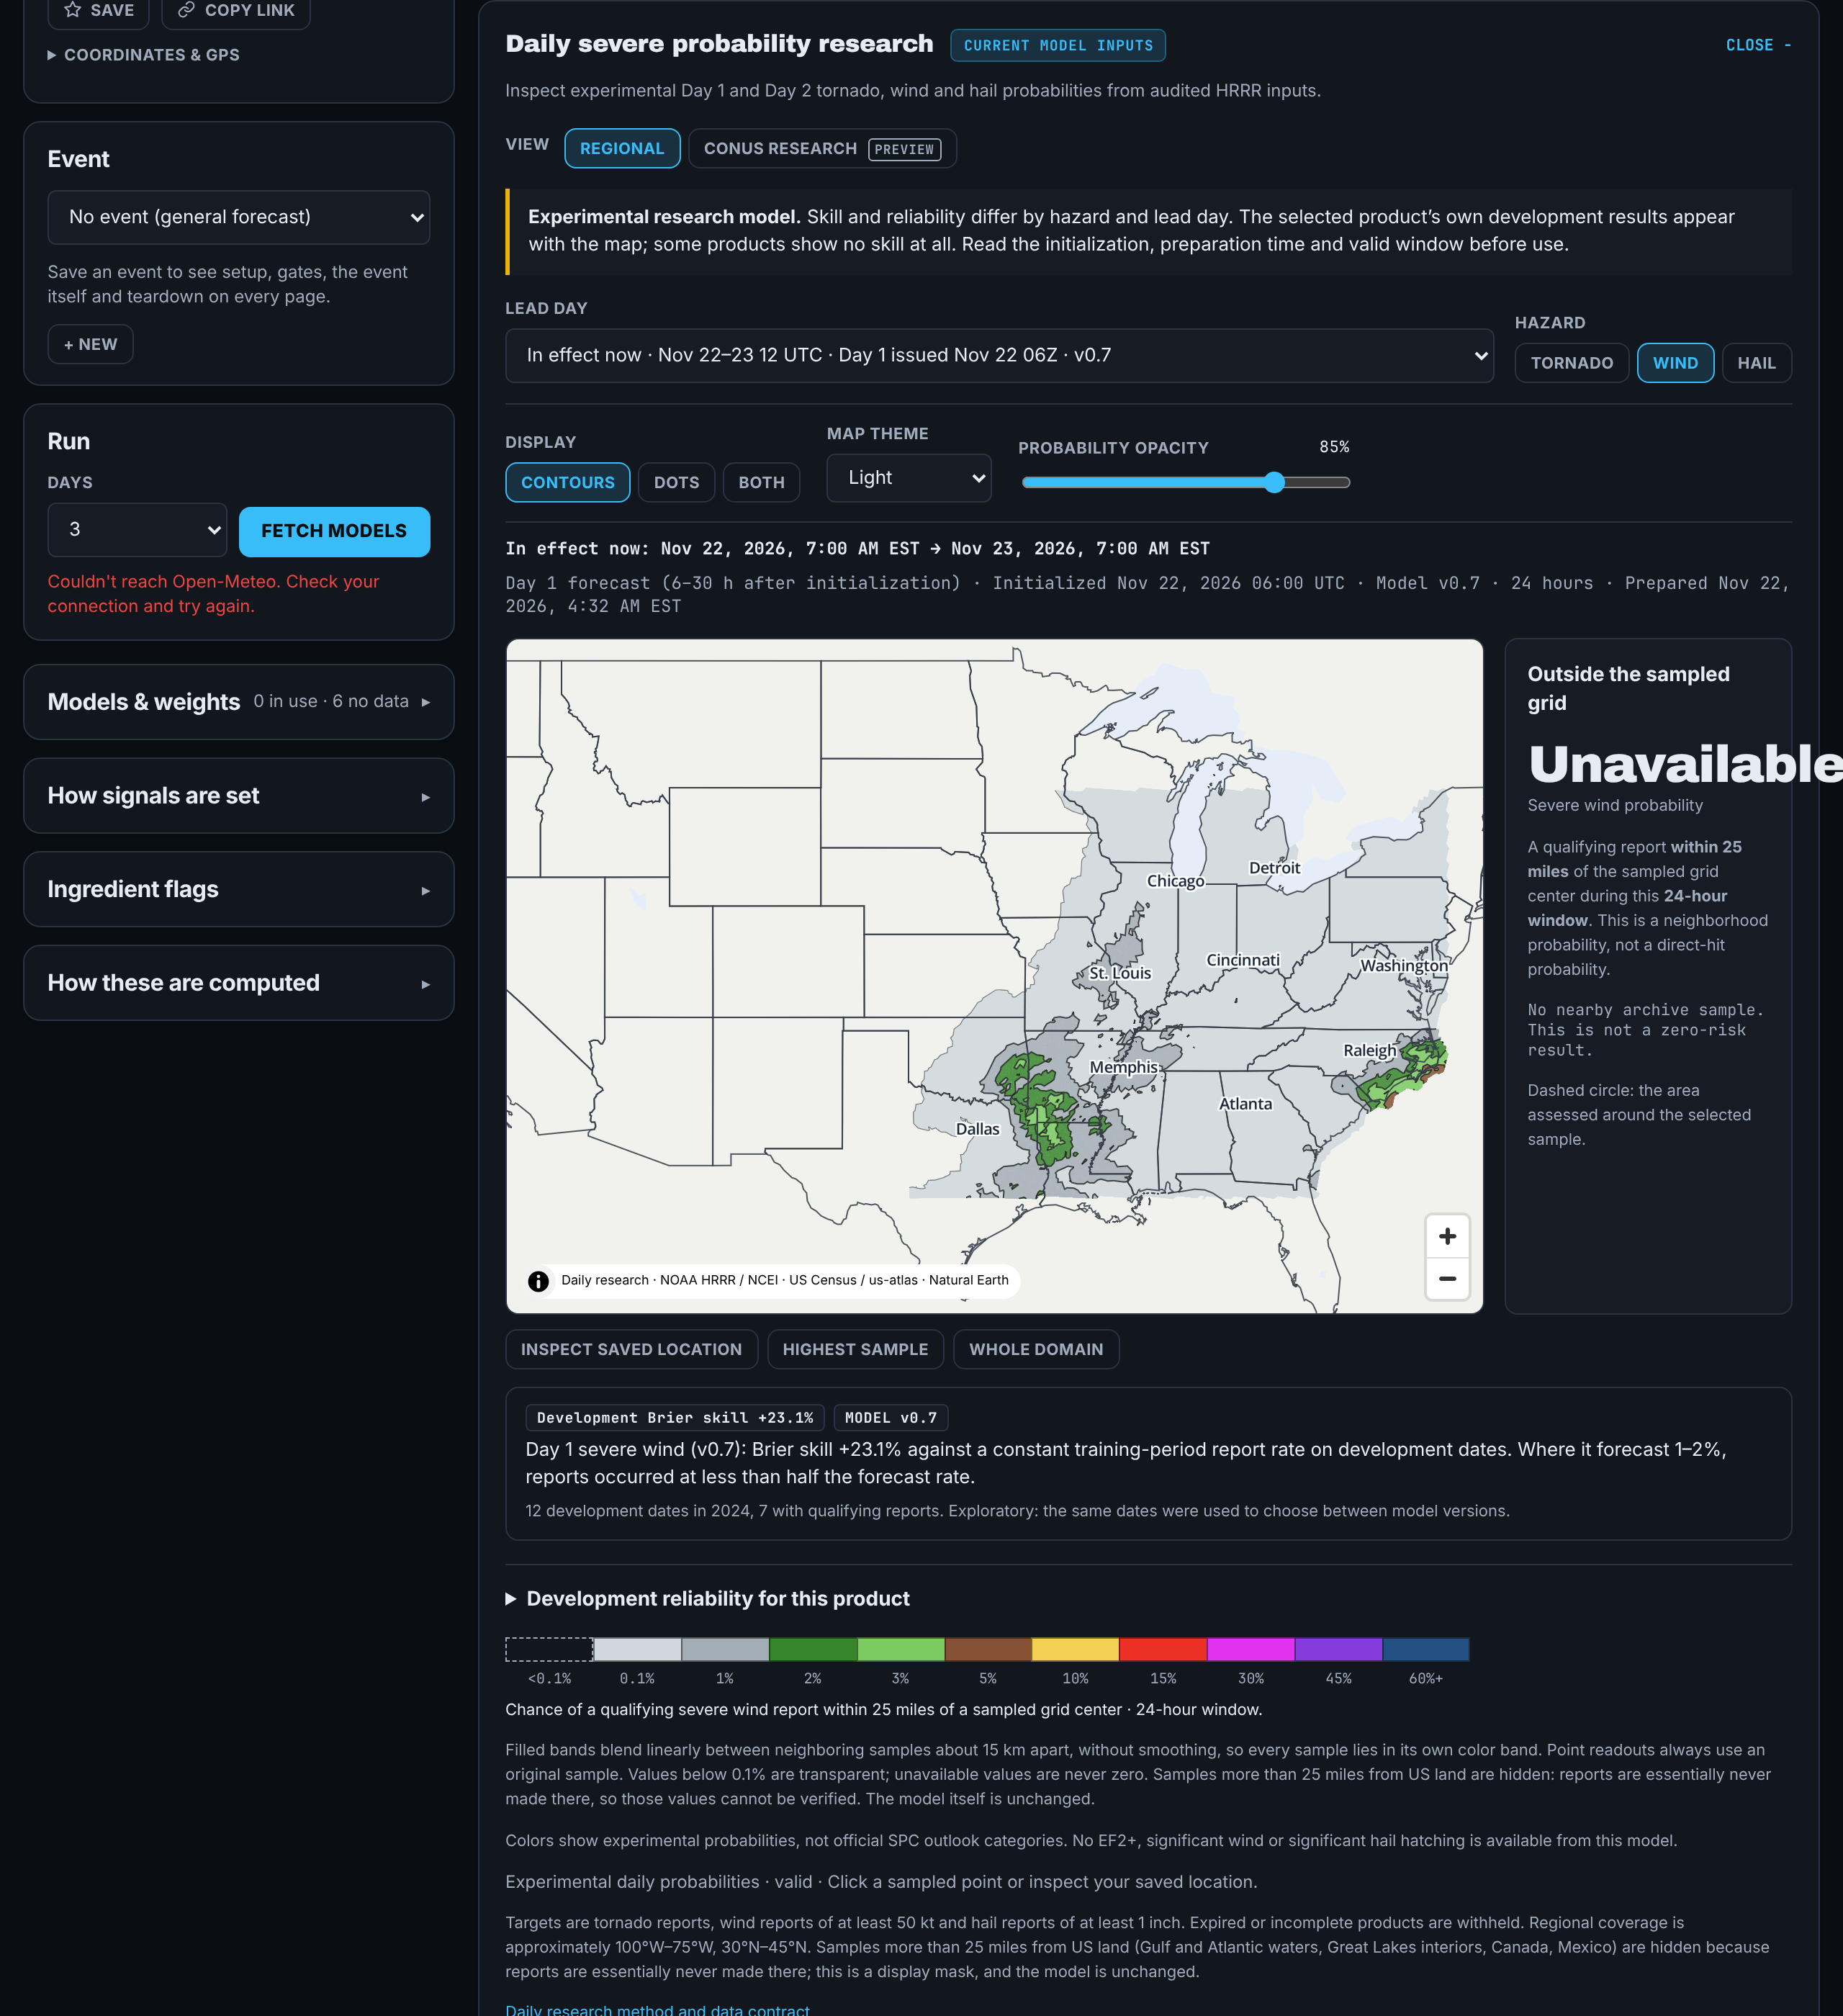 SAVE
COPY LINK
COORDINATES & GPS
Event
No event (general forecast)
Save an event to see setup, gates, the event
itself and teardown on every page.
+ NEW
Run
DAYS
3
FETCH MODELS
Couldn't reach Open-Meteo. Check your
connection and try again.
Models & weights 0 in use · 6 no data
How signals are set
Ingredient flags
How these are computed
Daily severe probability research CURRENT MODEL INPUTS
CLOSE -
Inspect experimental Day 1 and Day 2 tornado, wind and hail probabilities from audited HRRR inputs.
VIEW REGIONAL CONUS RESEARCH PREVIEW
Experimental research model. Skill and reliability differ by hazard and lead day. The selected product’s own development results appear
with the map; some products show no skill at all. Read the initialization, preparation time and valid window before use.
LEAD DAY
In effect now · Nov 22–23 12 UTC · Day 1 issued Nov 22 06Z · v0.7
HAZARD
TORNADO WIND HAIL
DISPLAY
CONTOURS DOTS BOTH
MAP THEME
Light
PROBABILITY OPACITY 85%
In effect now: Nov 22, 2026, 7:00 AM EST → Nov 23, 2026, 7:00 AM EST
Day 1 forecast (6–30 h after initialization) · Initialized Nov 22, 2026 06:00 UTC · Model v0.7 · 24 hours · Prepared Nov 22,
2026, 4:32 AM EST
Detroit
Chicago
Cincinnati
Washington
St. Louis
Raleigh
Memphis
Atlanta
Dallas
+
−
Daily research · NOAA HRRR / NCEI · US Census / us-atlas · Natural Earth
Outside the sampled
grid
Unavailable
Severe wind probability
A qualifying report within 25
miles of the sampled grid
center during this 24-hour
window. This is a neighborhood
probability, not a direct-hit
probability.
No nearby archive sample.
This is not a zero-risk
result.
Dashed circle: the area
assessed around the selected
sample.
INSPECT SAVED LOCATION HIGHEST SAMPLE WHOLE DOMAIN
Development Brier skill +23.1% MODEL v0.7
Day 1 severe wind (v0.7): Brier skill +23.1% against a constant training-period report rate on development dates. Where it forecast 1–2%,
reports occurred at less than half the forecast rate.
12 development dates in 2024, 7 with qualifying reports. Exploratory: the same dates were used to choose between model versions.
Development reliability for this product
<0.1% 0.1% 1% 2% 3% 5% 10% 15% 30% 45% 60%+
Chance of a qualifying severe wind report within 25 miles of a sampled grid center · 24-hour window.
Filled bands blend linearly between neighboring samples about 15 km apart, without smoothing, so every sample lies in its own color band. Point readouts always use an
original sample. Values below 0.1% are transparent; unavailable values are never zero. Samples more than 25 miles from US land are hidden: reports are essentially never
made there, so those values cannot be verified. The model itself is unchanged.
Colors show experimental probabilities, not official SPC outlook categories. No EF2+, significant wind or significant hail hatching is available from this model.
Experimental daily probabilities · valid · Click a sampled point or inspect your saved location.
Targets are tornado reports, wind reports of at least 50 kt and hail reports of at least 1 inch. Expired or incomplete products are withheld. Regional coverage is
approximately 100°W–75°W, 30°N–45°N. Samples more than 25 miles from US land (Gulf and Atlantic waters, Great Lakes interiors, Canada, Mexico) are hidden because
reports are essentially never made there; this is a display mask, and the model is unchanged.
Daily research method and data contract